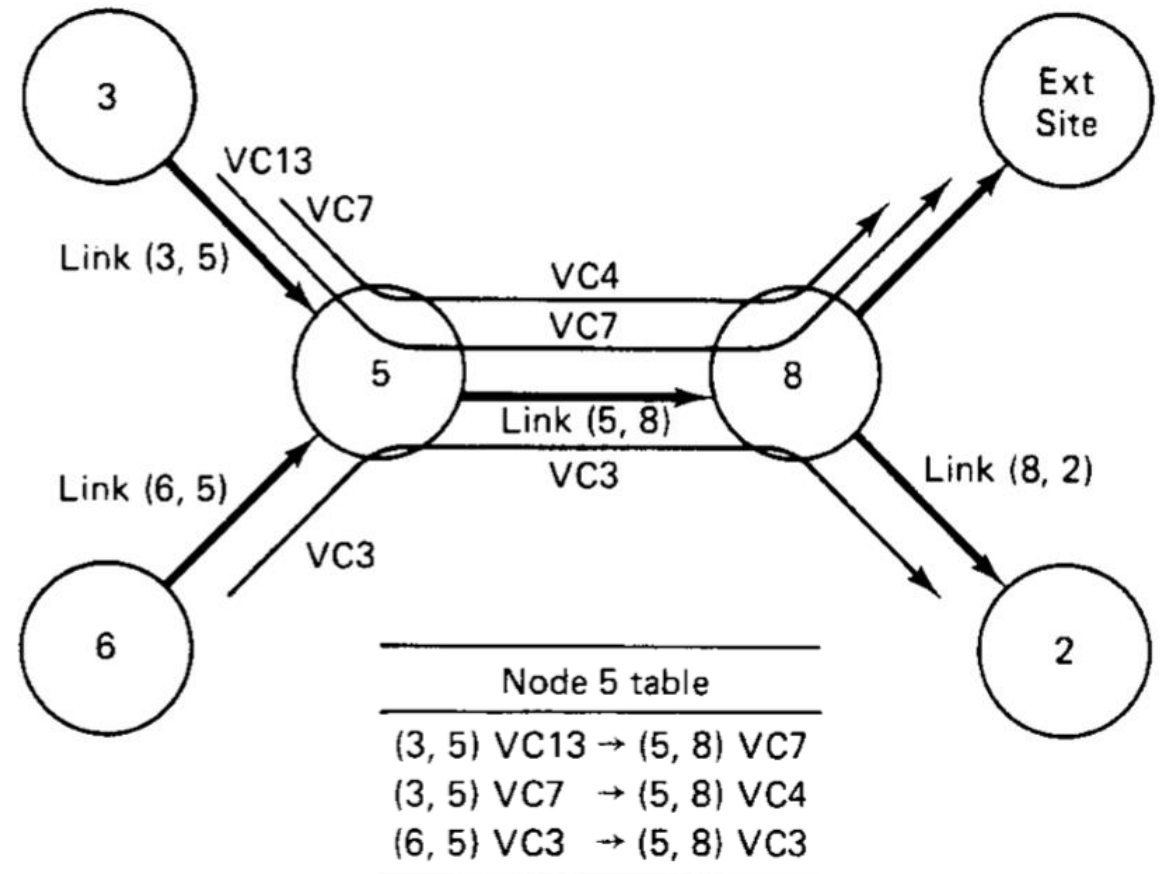 3
Ext
Site
VC13
VC7
Link (3, 5)
VC4
VC7
5
8
Link (5, 8)
VC3
Link (6, 5)
Link (8, 2)
VC3
6
2
Node 5 table
(3, 5) VC13 → (5, 8) VC7
(3, 5) VC7 → (5, 8) VC4
(6, 5) VC3 → (5, 8) VC3